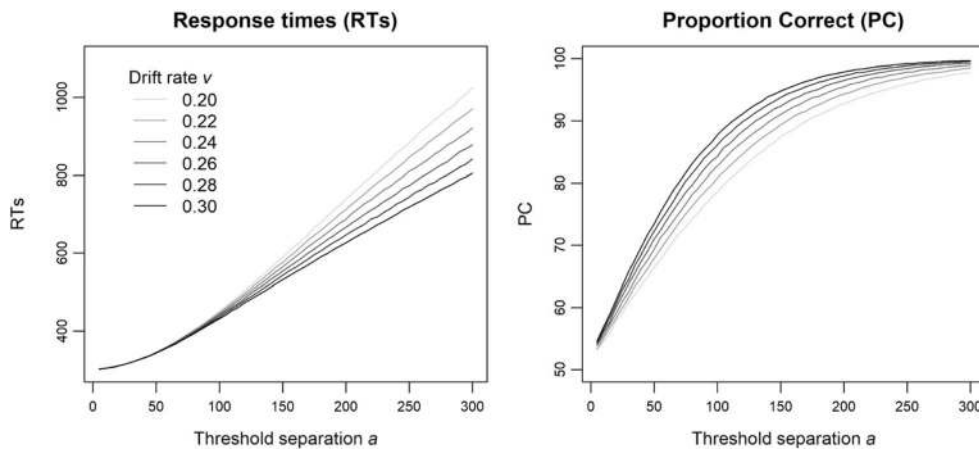 Response times (RTs)
Proportion Correct (PC)
Drift rate v
0.20
0.22
0.24
0.26
0.28
0.30
RTs
400
600
800
1000
0 50 100 150 200 250 300
Threshold separation a
PC
50
60
70
80
90
100
0 50 100 150 200 250 300
Threshold separation a